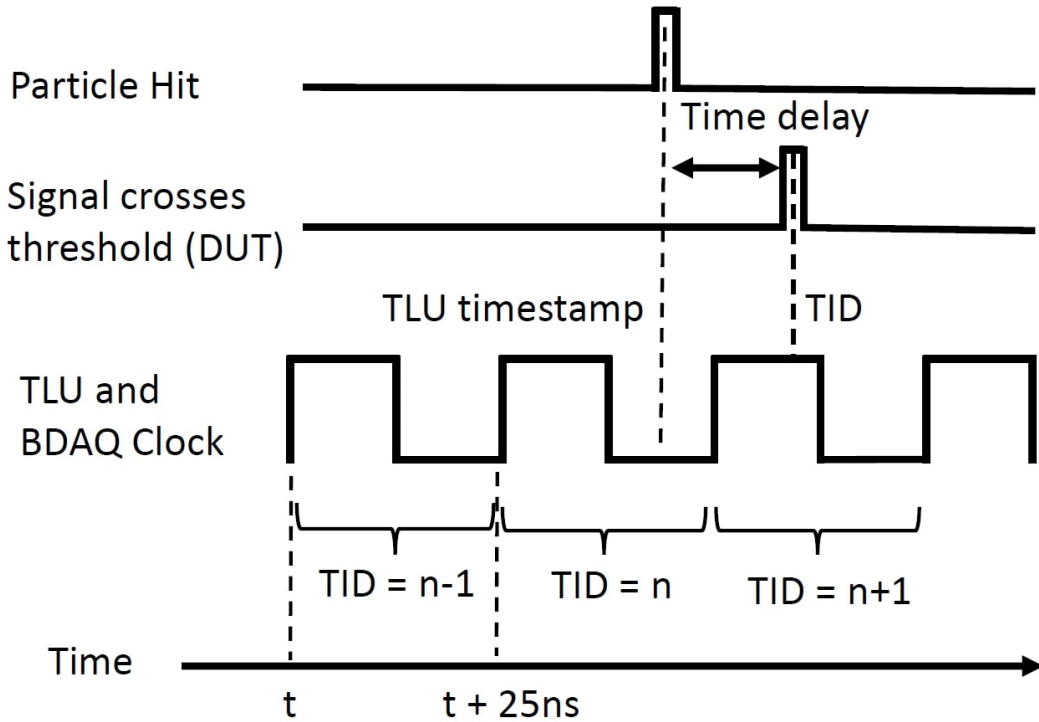 Particle Hit
Time delay
Signal crosses
threshold (DUT)
TLU timestamp
TID
TLU and
BDAQ Clock
TID = n-1
TID = n
TID = n+1
Time
t
t + 25ns